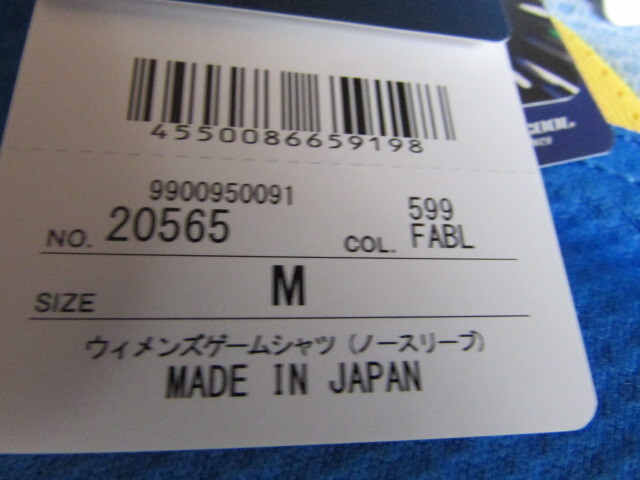 4550086659198
9900950091
NO. 20565
599
COL. FABL
SIZE M
ウィメンズゲームシャツ(ノースリーブ)
MADE IN JAPAN
COOL